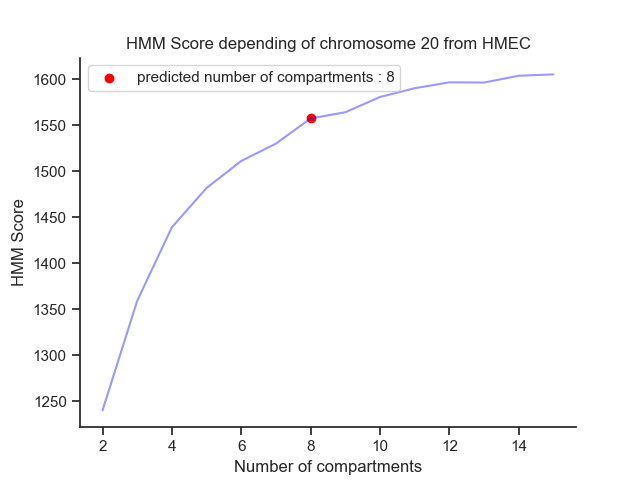 HMM Score depending of chromosome 20 from HMEC
predicted number of compartments : 8
1600
1550
1500
1450
1400
1350
1300
1250
HMM Score
2 4 6 8 10 12 14
Number of compartments